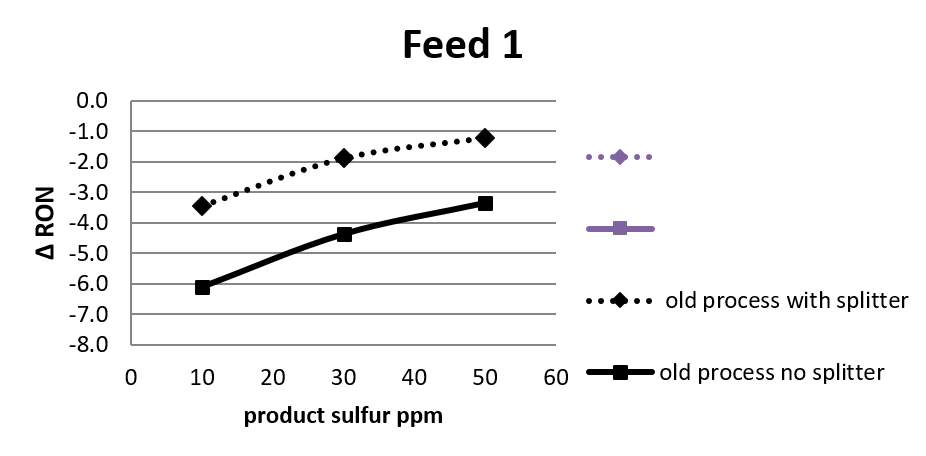 Feed 1
0.0
-1.0
-2.0
-3.0
-4.0
-5.0
-6.0
-7.0
-8.0
Δ RON
0 10 20 30 40 50 60
product sulfur ppm
old process with splitter
old process no splitter